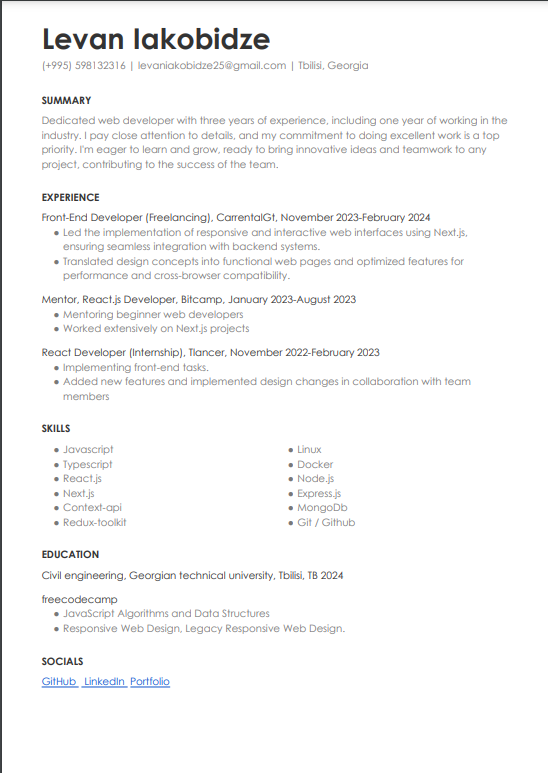 Levan Iakobidze
(+995) 598132316 | levaniakobidze25@gmail.com | Tbilisi, Georgia
SUMMARY
Dedicated web developer with three years of experience, including one year of working in the
industry. I pay close attention to details, and my commitment to doing excellent work is a top
priority. I'm eager to learn and grow, ready to bring innovative ideas and teamwork to any
project, contributing to the success of the team.
EXPERIENCE
Front-End Developer (Freelancing), CarrentalGt, November 2023-February 2024
● Led the implementation of responsive and interactive web interfaces using Next.js,
ensuring seamless integration with backend systems.
● Translated design concepts into functional web pages and optimized features for
performance and cross-browser compatibility.
Mentor, React.js Developer, Bitcamp, January 2023-August 2023
● Mentoring beginner web developers
● Worked extensively on Next.js projects
React Developer (Internship), Tlancer, November 2022-February 2023
● Implementing front-end tasks.
● Added new features and implemented design changes in collaboration with team
members
SKILLS
● Javascript
● Typescript
● React.js
● Next.js
● Context-api
● Redux-toolkit
● Linux
● Docker
● Node.js
● Express.js
● MongoDb
● Git / Github
EDUCATION
Civil engineering, Georgian technical university, Tbilisi, TB 2024
freecodecamp
● JavaScript Algorithms and Data Structures
● Responsive Web Design, Legacy Responsive Web Design.
SOCIALS
GitHub LinkedIn Portfolio